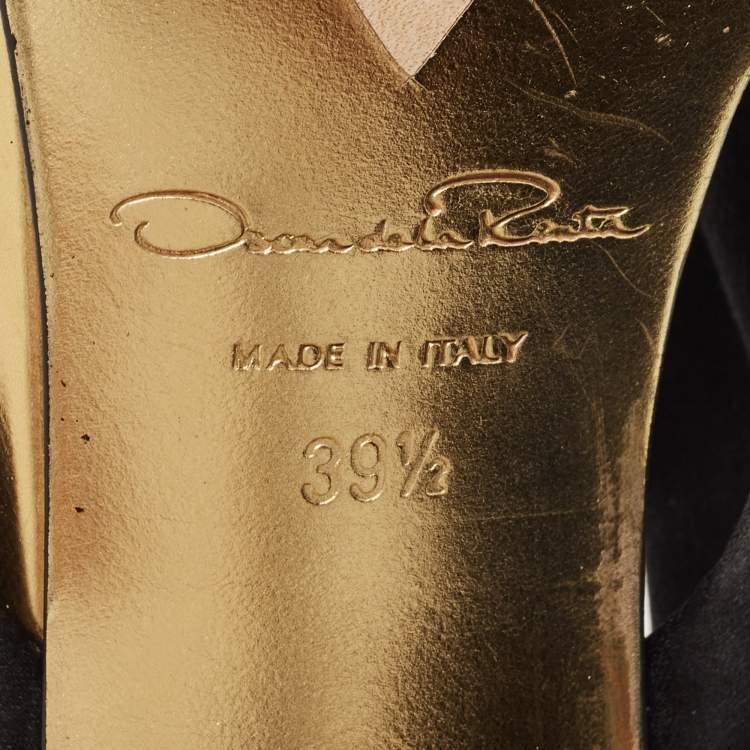 Oscar de la Renta
MADE IN ITALY
39½